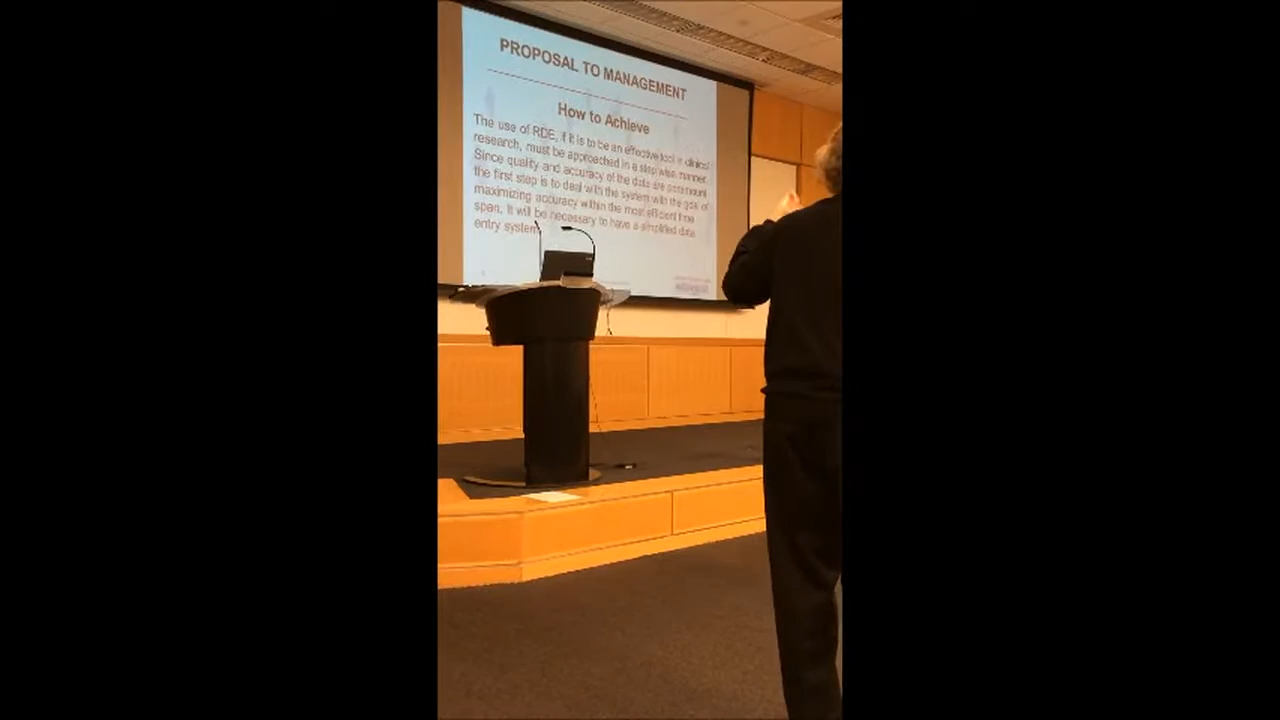 PROPOSAL TO MANAGEMENT
How to Achieve
The use of RDE, if it is to be an effective tool in clinical
research, must be approached in a step wise manner.
Since quality and accuracy of the data are paramount
the first step is to deal with the system with the goal of
maximizing accuracy within the most efficient time
span. It will be necessary to have a simplified data
entry system